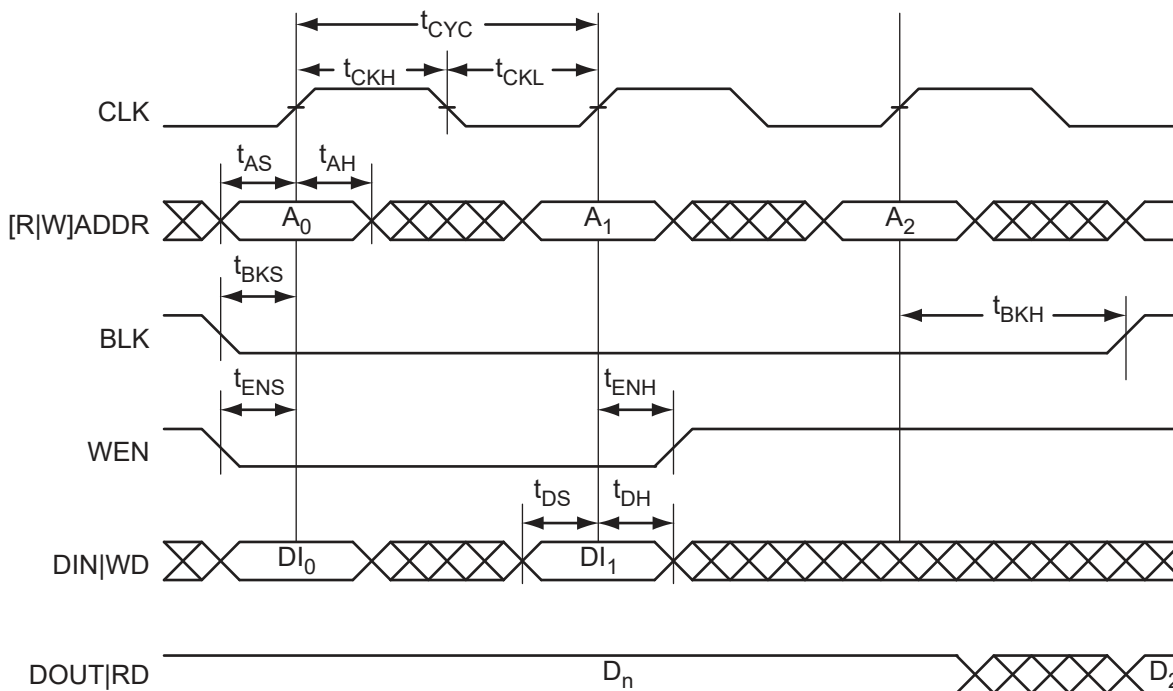 tCYC
tCKH tCKL
CLK
tAS tAH
[R|W]ADDR A0 A1 A2
tBKS
tBKH
BLK
tENS tENH
WEN
tDS tDH
DIN|WD DI0 DI1
DOUT|RD Dn D2